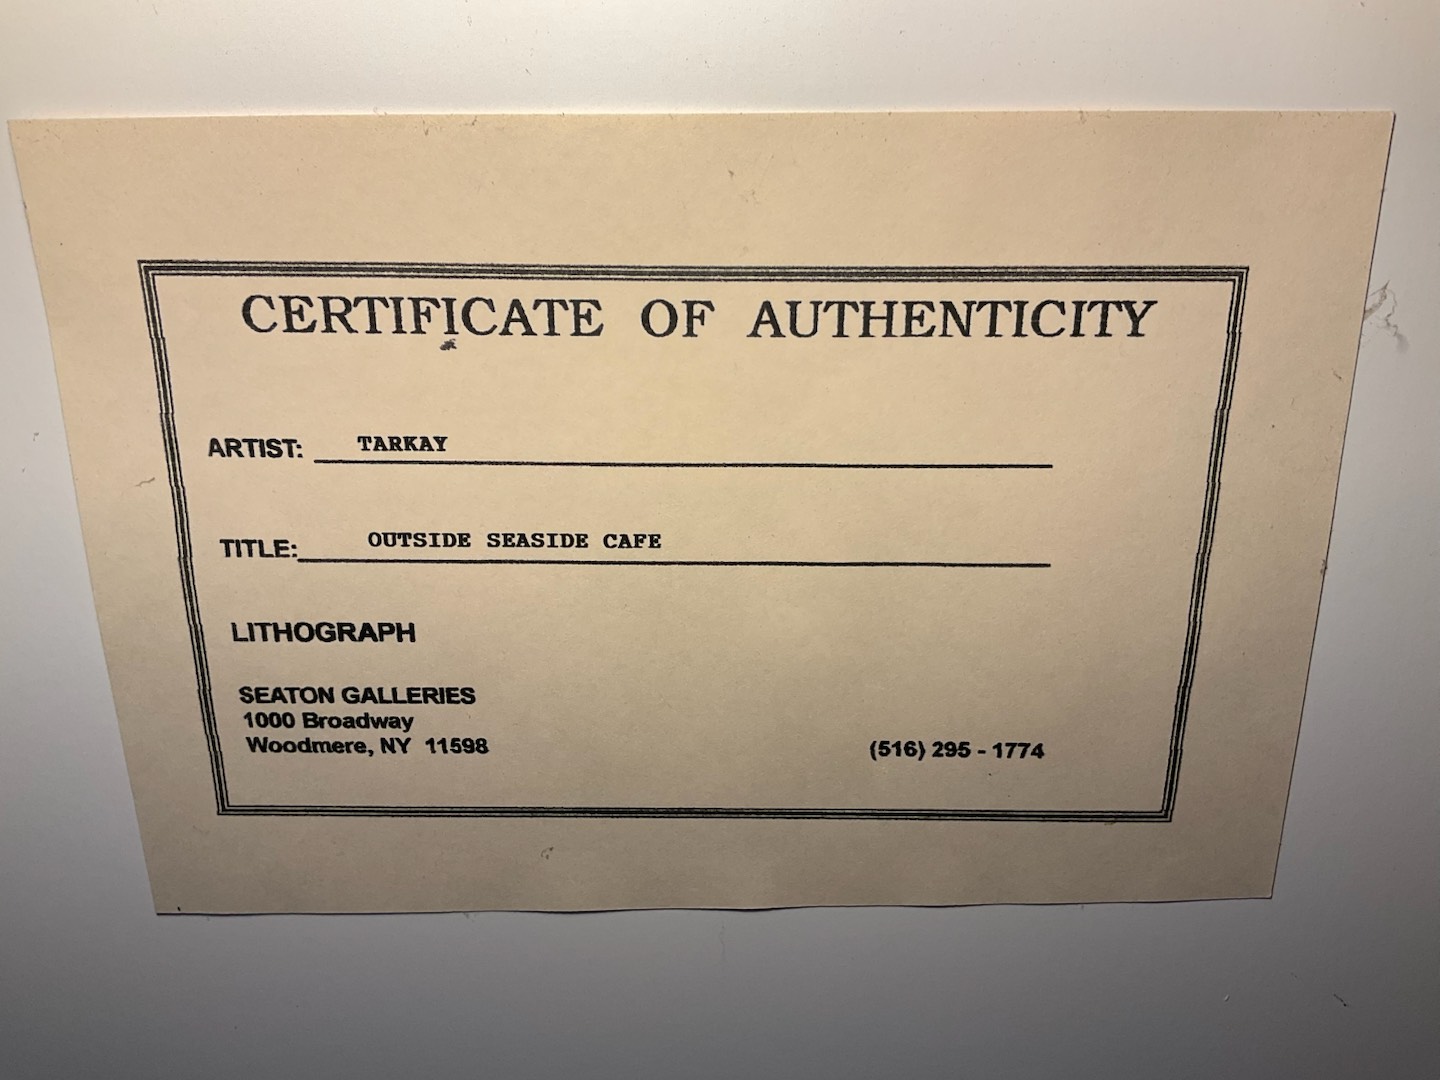 CERTIFICATE OF AUTHENTICITY
ARTIST: TARKAY
TITLE: OUTSIDE SEASIDE CAFE
LITHOGRAPH
SEATON GALLERIES
1000 Broadway
Woodmere, NY 11598 (516) 295 - 1774